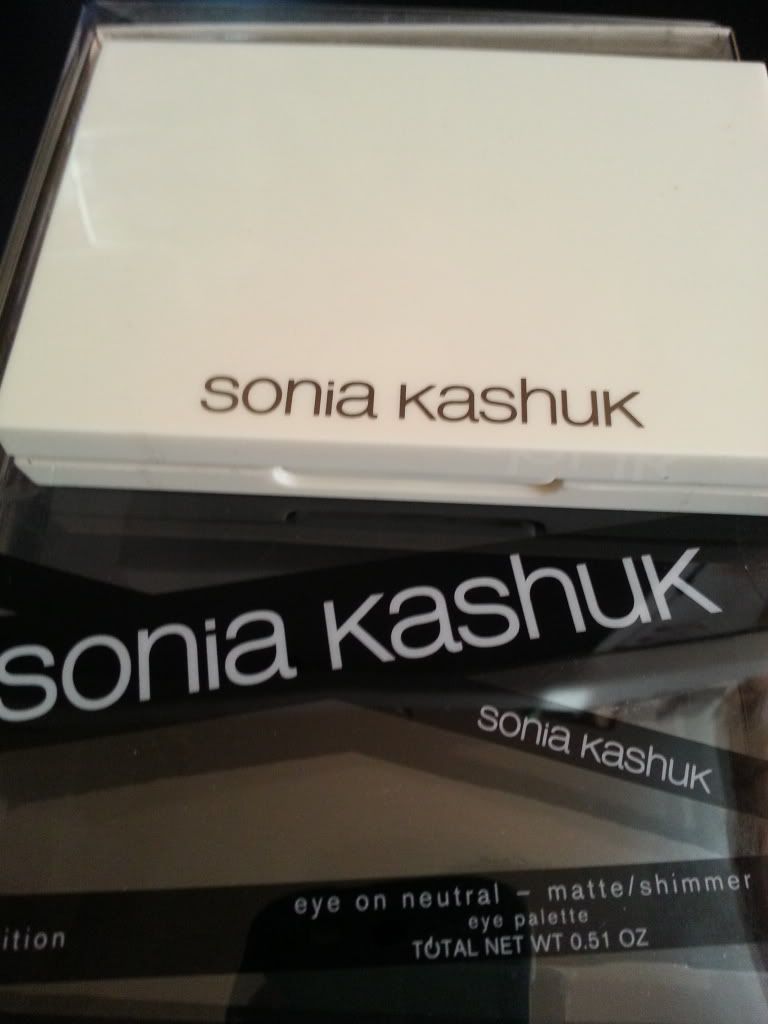 sonia kashuk
sonia kashuk
sonia kashuk
eye on neutral – matte/shimmer
eye palette
ition
TOTAL NET WT 0.51 OZ